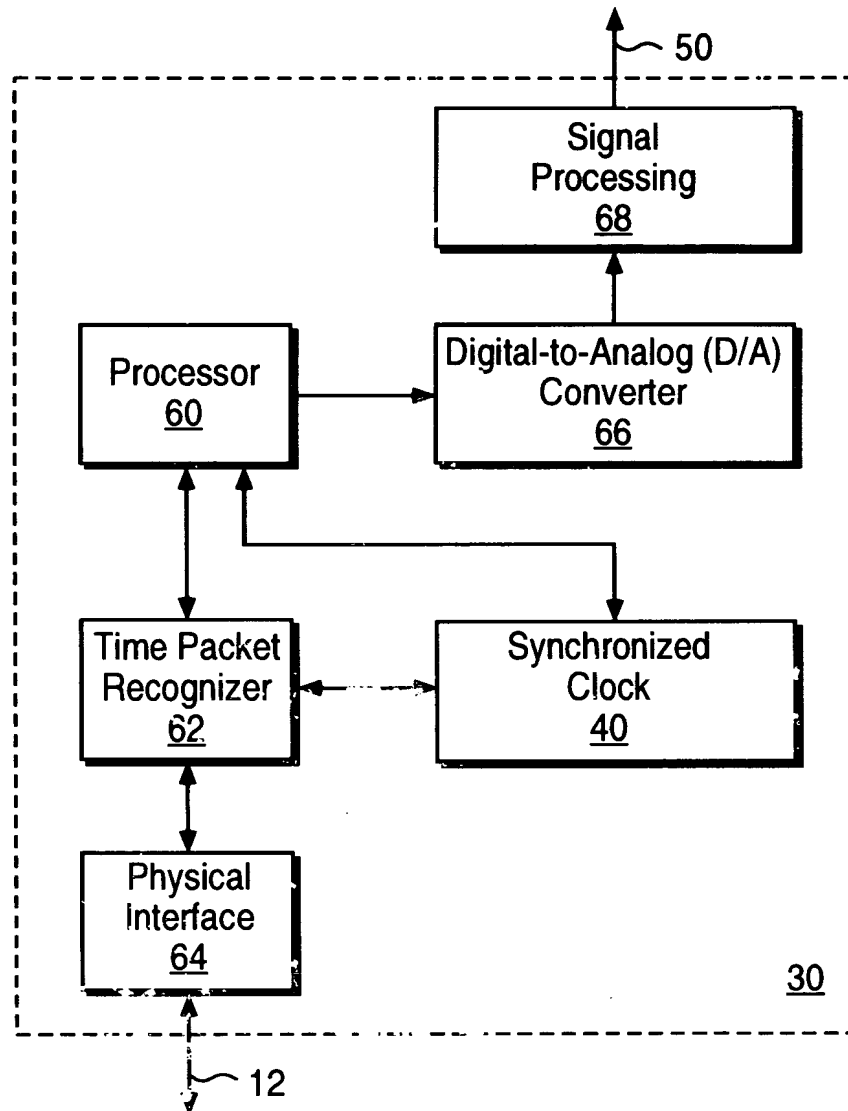 50
Signal
Processing
68
Processor
60
Digital-to-Analog (D/A)
Converter
66
Time Packet
Recognizer
62
Synchronized
Clock
40
Physical
Interface
64
30
12